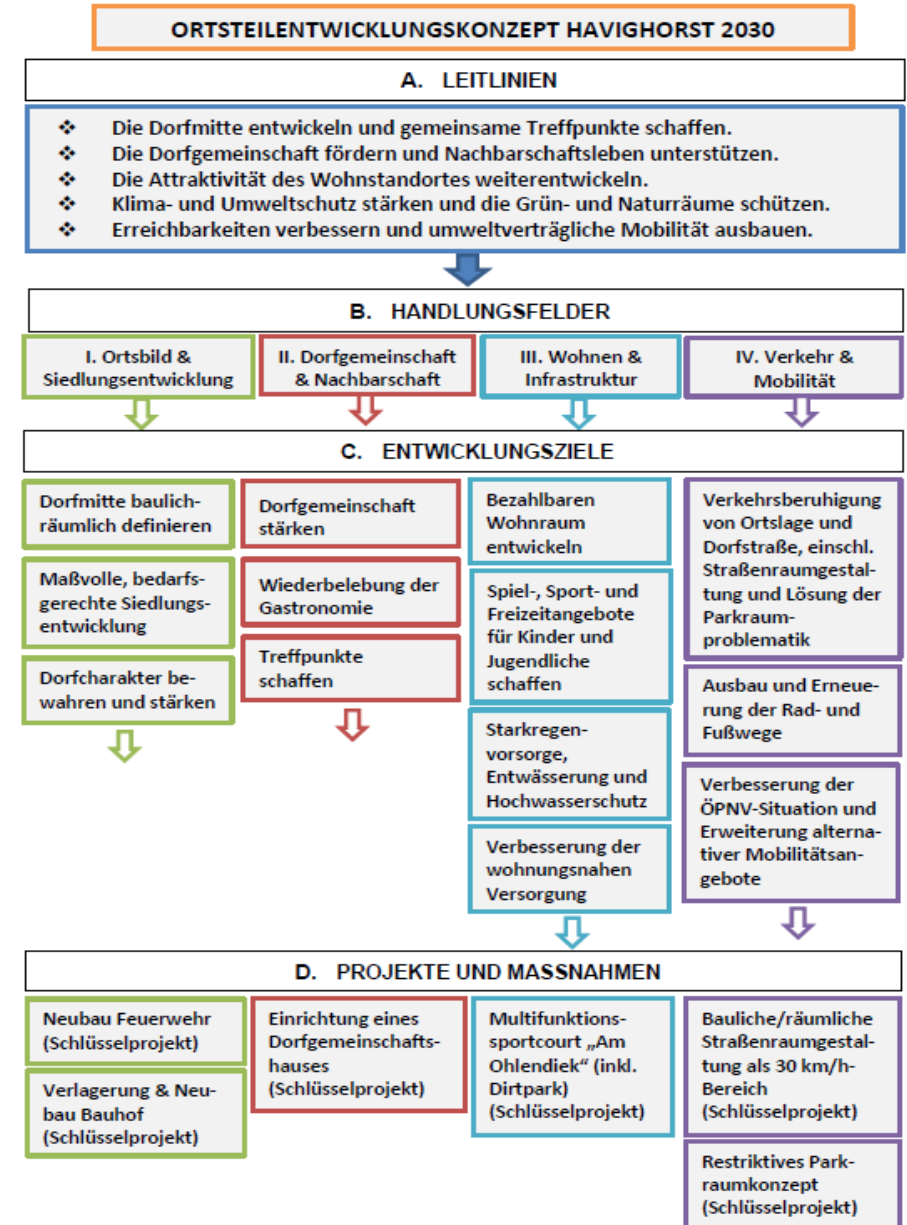 ORTSTEILENTWICKLUNGSKONZEPT HAVIGHORST 2030
A. LEITLINIEN
❖ Die Dorfmitte entwickeln und gemeinsame Treffpunkte schaffen.
❖ Die Dorfgemeinschaft fördern und Nachbarschaftsleben unterstützen.
❖ Die Attraktivität des Wohnstandortes weiterentwickeln.
❖ Klima- und Umweltschutz stärken und die Grün- und Naturräume schützen.
❖ Erreichbarkeiten verbessern und umweltverträgliche Mobilität ausbauen.
B. HANDLUNGSFELDER
I. Ortsbild &
Siedlungsentwicklung
II. Dorfgemeinschaft
& Nachbarschaft
III. Wohnen &
Infrastruktur
IV. Verkehr &
Mobilität
C. ENTWICKLUNGSZIELE
Dorfmitte baulich-
räumlich definieren
Maßvolle, bedarfs-
gerechte Siedlungs-
entwicklung
Dorfcharakter be-
wahren und stärken
Dorfgemeinschaft
stärken
Wiederbelebung der
Gastronomie
Treffpunkte
schaffen
Bezahlbaren
Wohnraum
entwickeln
Spiel-, Sport- und
Freizeitangebote
für Kinder und
Jugendliche
schaffen
Starkregen-
vorsorge,
Entwässerung und
Hochwasserschutz
Verbesserung der
wohnungsnahen
Versorgung
Verkehrsberuhigung
von Ortslage und
Dorfstraße, einschl.
Straßenraumgestal-
tung und Lösung der
Parkraum-
problematik
Ausbau und Erneue-
rung der Rad- und
Fußwege
Verbesserung der
ÖPNV-Situation und
Erweiterung alterna-
tiver Mobilitätsan-
gebote
D. PROJEKTE UND MASSNAHMEN
Neubau Feuerwehr
(Schlüsselprojekt)
Verlagerung & Neu-
bau Bauhof
(Schlüsselprojekt)
Einrichtung eines
Dorfgemeinschafts-
hauses
(Schlüsselprojekt)
Multifunktions-
sportcourt „Am
Ohlendiek“ (inkl.
Dirtpark)
(Schlüsselprojekt)
Bauliche/räumliche
Straßenraumgestal-
tung als 30 km/h-
Bereich
(Schlüsselprojekt)
Restriktives Park-
raumkonzept
(Schlüsselprojekt)